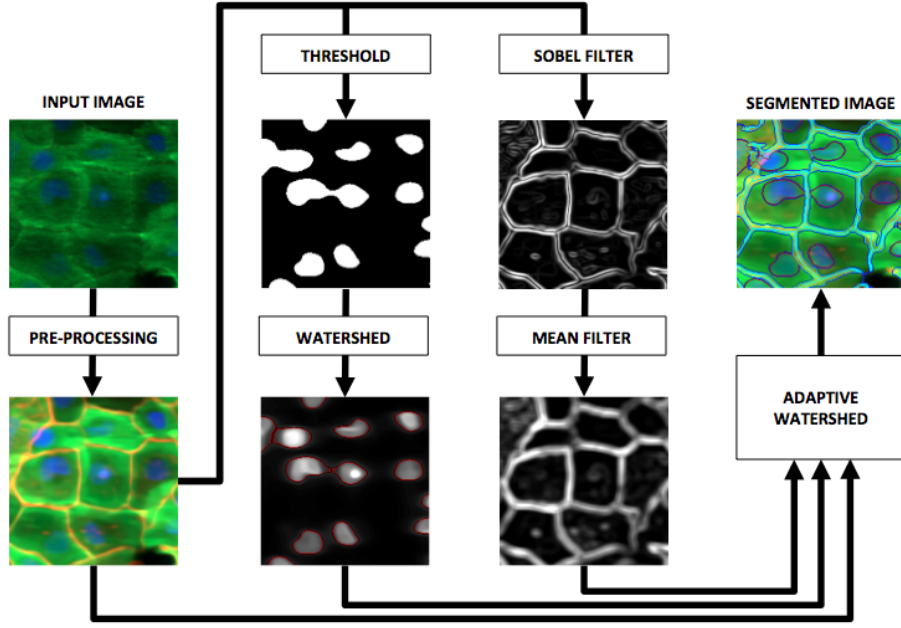 THRESHOLD
SOBEL FILTER
INPUT IMAGE
SEGMENTED IMAGE
PRE-PROCESSING
WATERSHED
MEAN FILTER
ADAPTIVE
WATERSHED